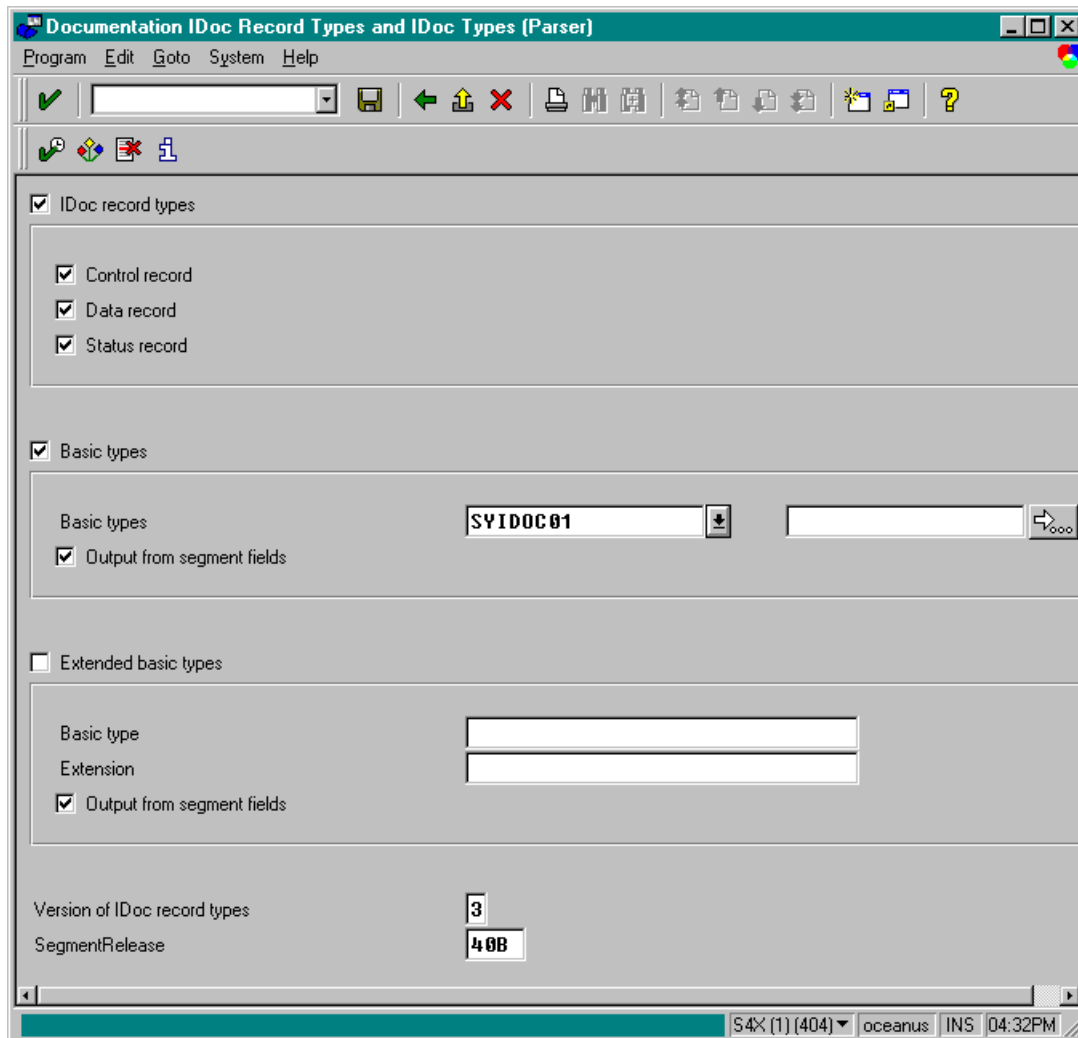 Documentation IDoc Record Types and IDoc Types (Parser)
Program Edit Goto System Help
IDoc record types
Control record
Data record
Status record
Basic types
Basic types SYIDOC01
Output from segment fields
Extended basic types
Basic type
Extension
Output from segment fields
Version of IDoc record types 3
SegmentRelease 40B
S4X (1) (404) oceanus INS 04:32PM